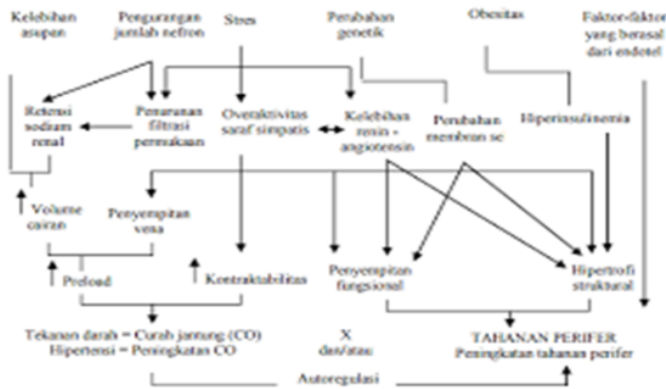 Kelebihan
asupan
Pengurangan
jumlah nefron
Stres
Perubahan
genetik
Obesitas
Faktor-faktor
yang berasal
dari endotel
Retensi
sodium
renal
Penurunan
filtrasi
permukaan
Overaktivitas
saraf simpatis
Kelebihan
renin -
angiotensin
Perubahan
membran sel
Hiperinsulinemia
Volume
cairan
Penyempitan
vena
Preload
Kontraktabilitas
Penyempitan
fungsional
Hipertrofi
struktural
Tekanan darah = Curah jantung (CO)
Hipertensi = Peningkatan CO
X
dan/atau
TAHANAN PERIFER
Peningkatan tahanan perifer
Autoregulasi